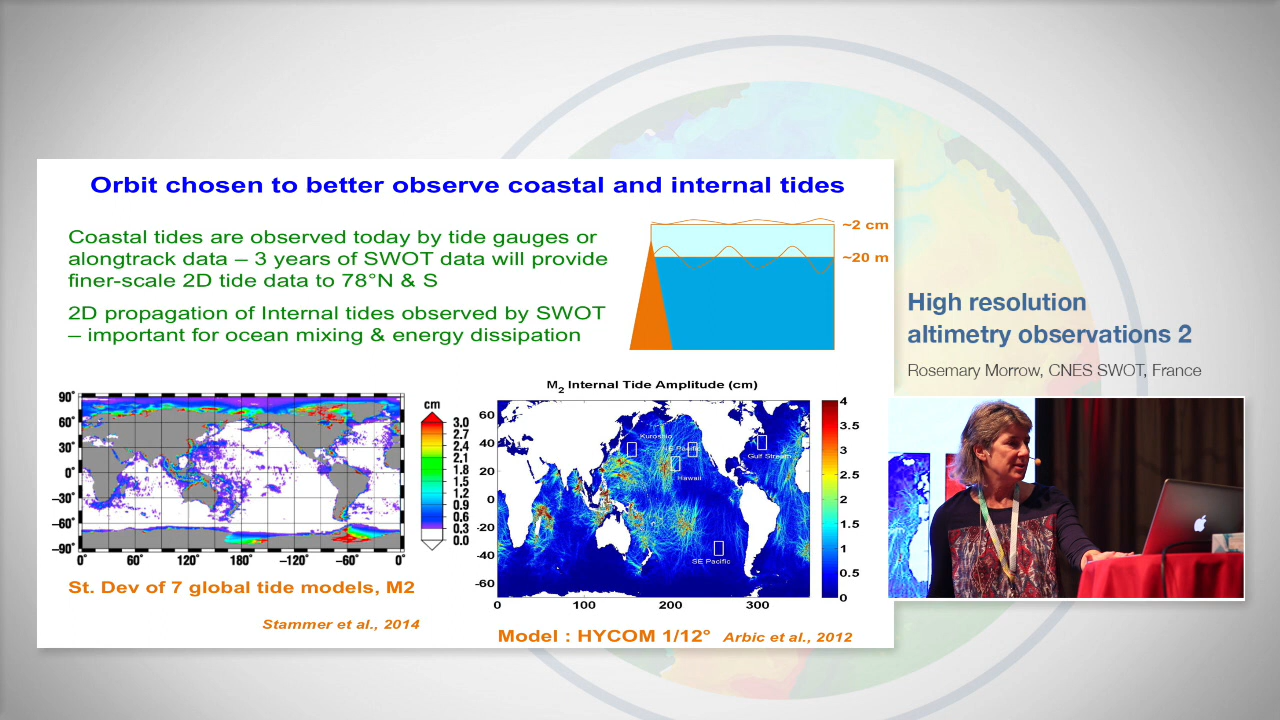 Orbit chosen to better observe coastal and internal tides
Coastal tides are observed today by tide gauges or
alongtrack data – 3 years of SWOT data will provide
finer-scale 2D tide data to 78°N & S
2D propagation of Internal tides observed by SWOT
– important for ocean mixing & energy dissipation
~2 cm
~20 m
High resolution
altimetry observations 2
Rosemary Morrow, CNES SWOT, France
90°
60°
30°
0°
−30°
−60°
−90°
0°
60°
120°
180°
−120°
−60°
0°
cm
3.0
2.7
2.4
2.1
1.8
1.5
1.2
0.9
0.6
0.3
0.0
St. Dev of 7 global tide models, M2
Stammer et al., 2014
M2 Internal Tide Amplitude (cm)
60
40
20
0
-20
-40
-60
0
100
200
300
Kuroshio
NE Pacific
Hawaii
Gulf Stream
SE Pacific
4
3.5
3
2.5
2
1.5
1
0.5
0
Model : HYCOM 1/12° Arbic et al., 2012